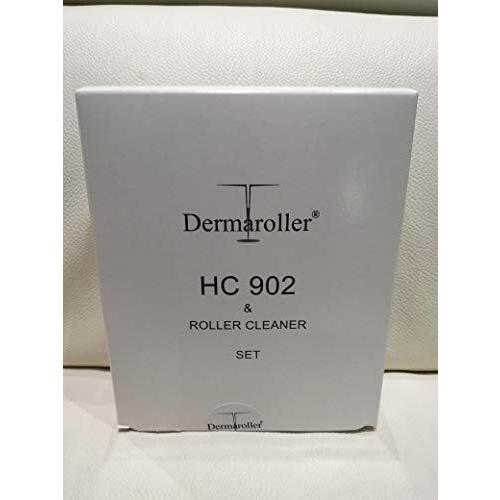 Dermaroller®
HC 902
&
ROLLER CLEANER
SET
Dermaroller®